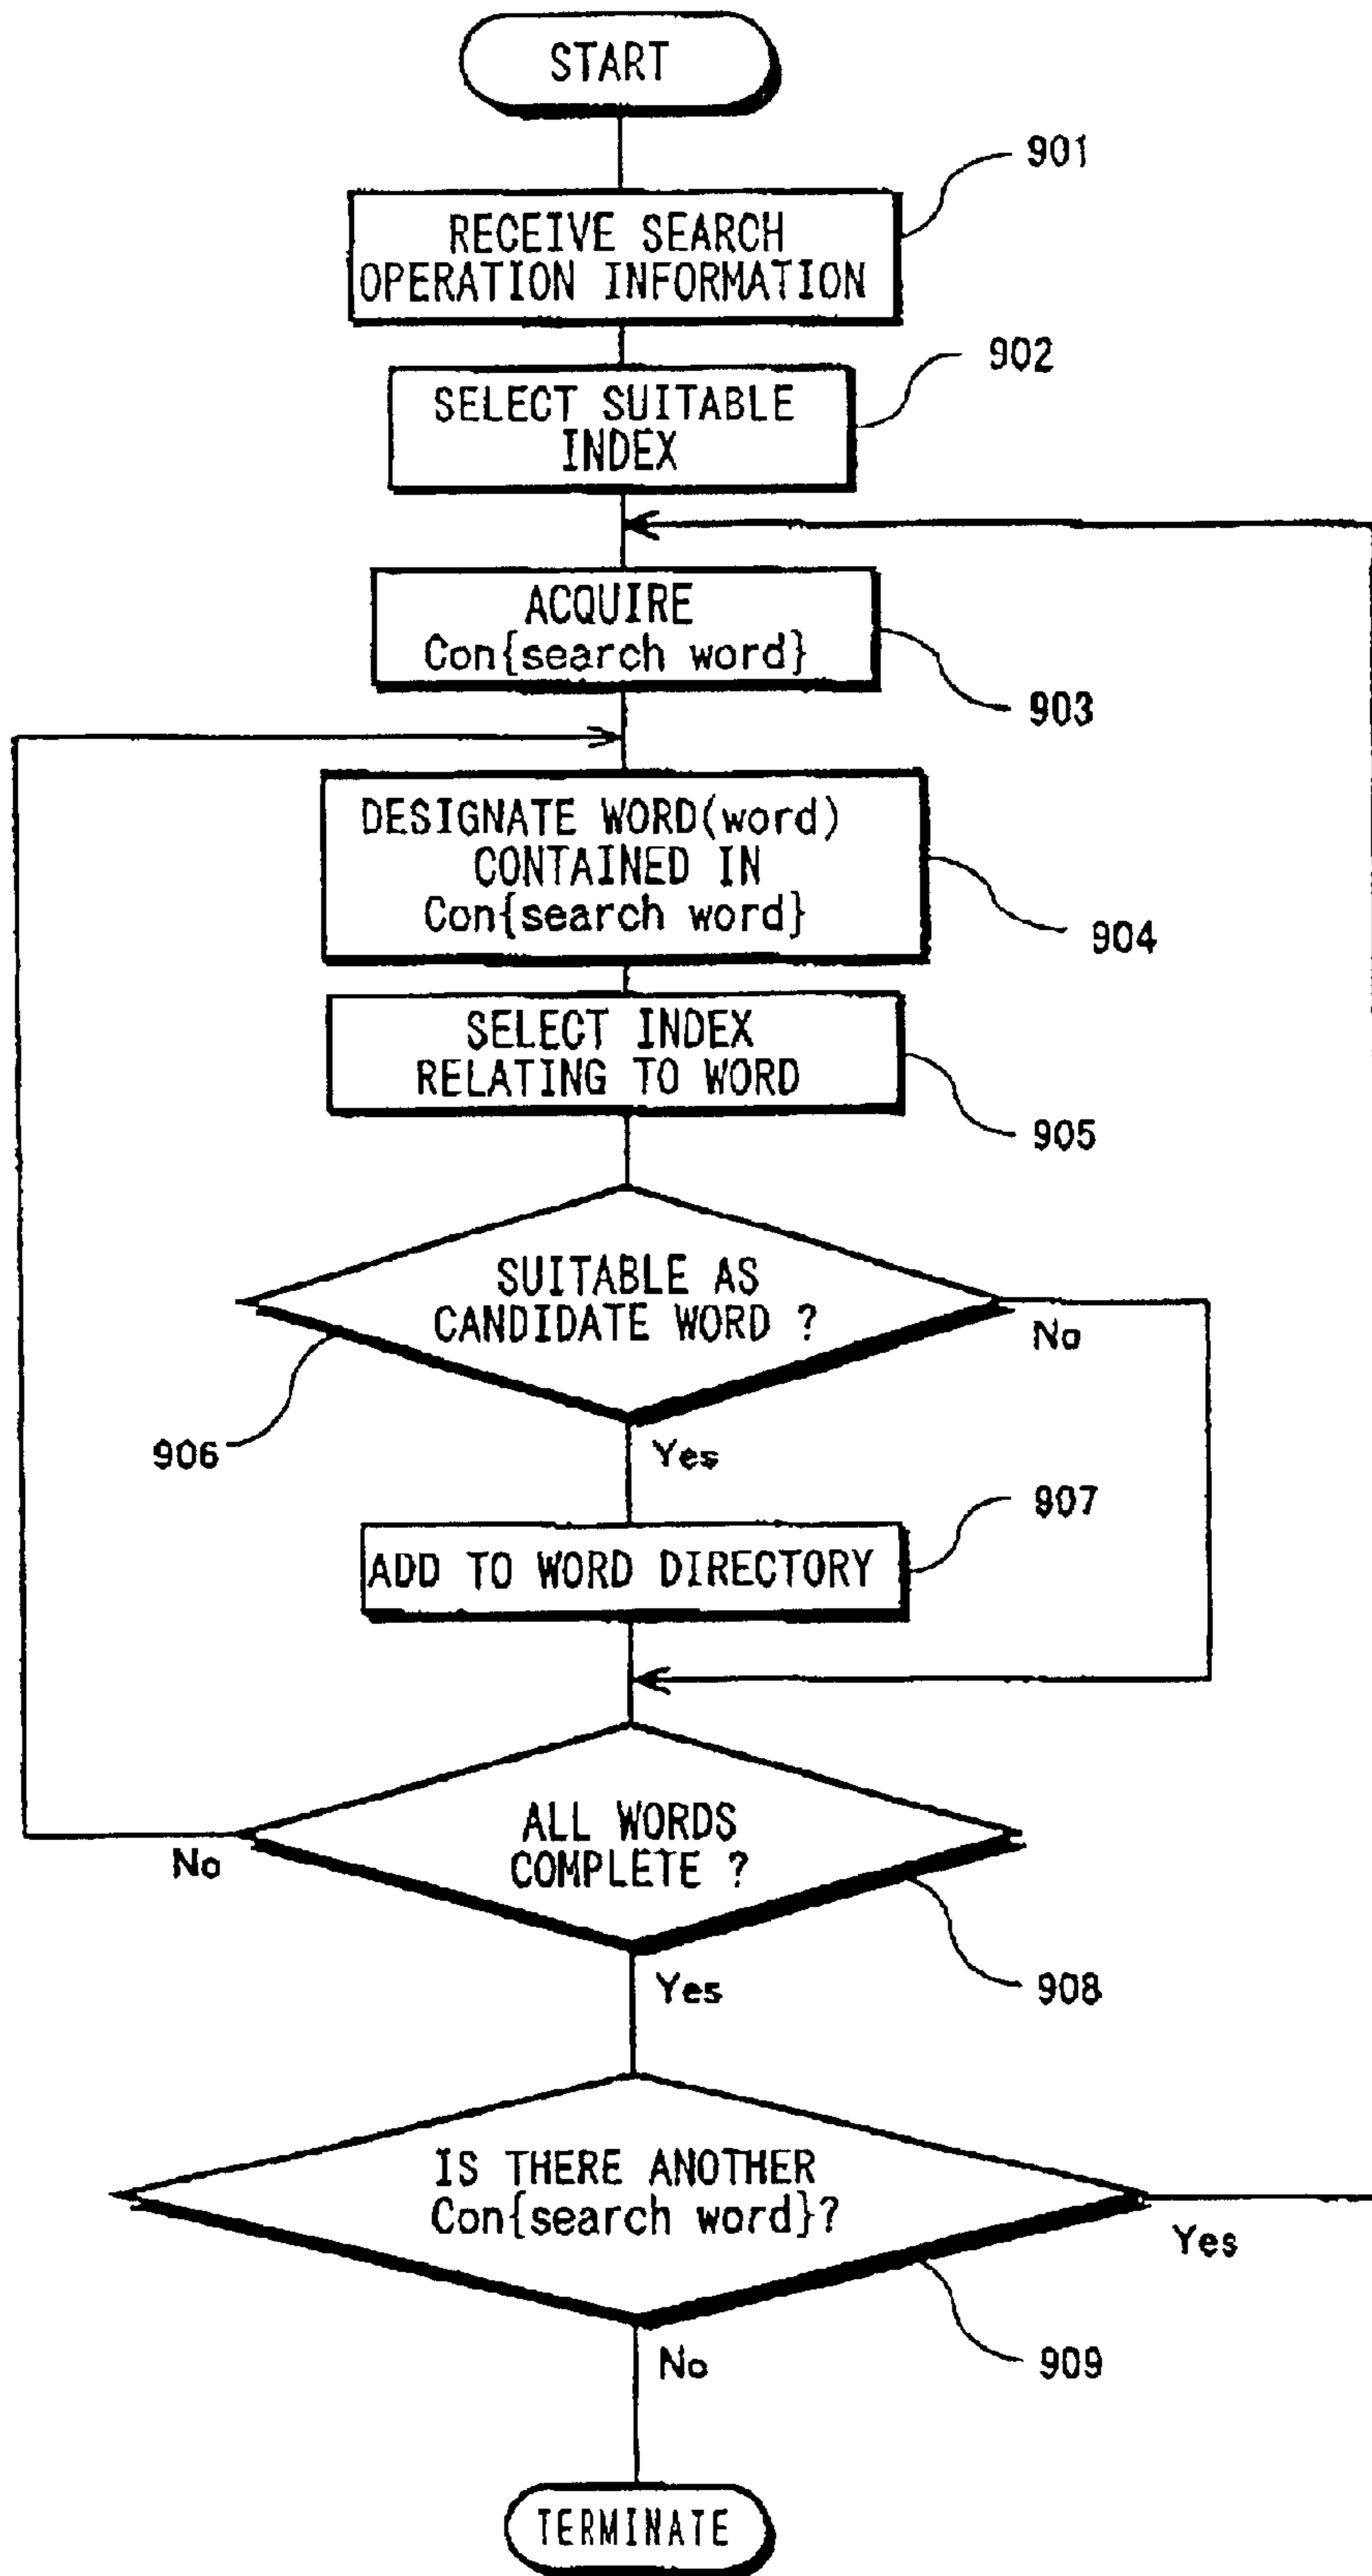 START
901
RECEIVE SEARCH
OPERATION INFORMATION
902
SELECT SUITABLE
INDEX
ACQUIRE
Con{search word}
903
DESIGNATE WORD(word)
CONTAINED IN
Con{search word}
904
SELECT INDEX
RELATING TO WORD
905
SUITABLE AS
CANDIDATE WORD ?
No
906
Yes
907
ADD TO WORD DIRECTORY
ALL WORDS
COMPLETE ?
No
Yes
908
IS THERE ANOTHER
Con{search word}?
Yes
No
909
TERMINATE